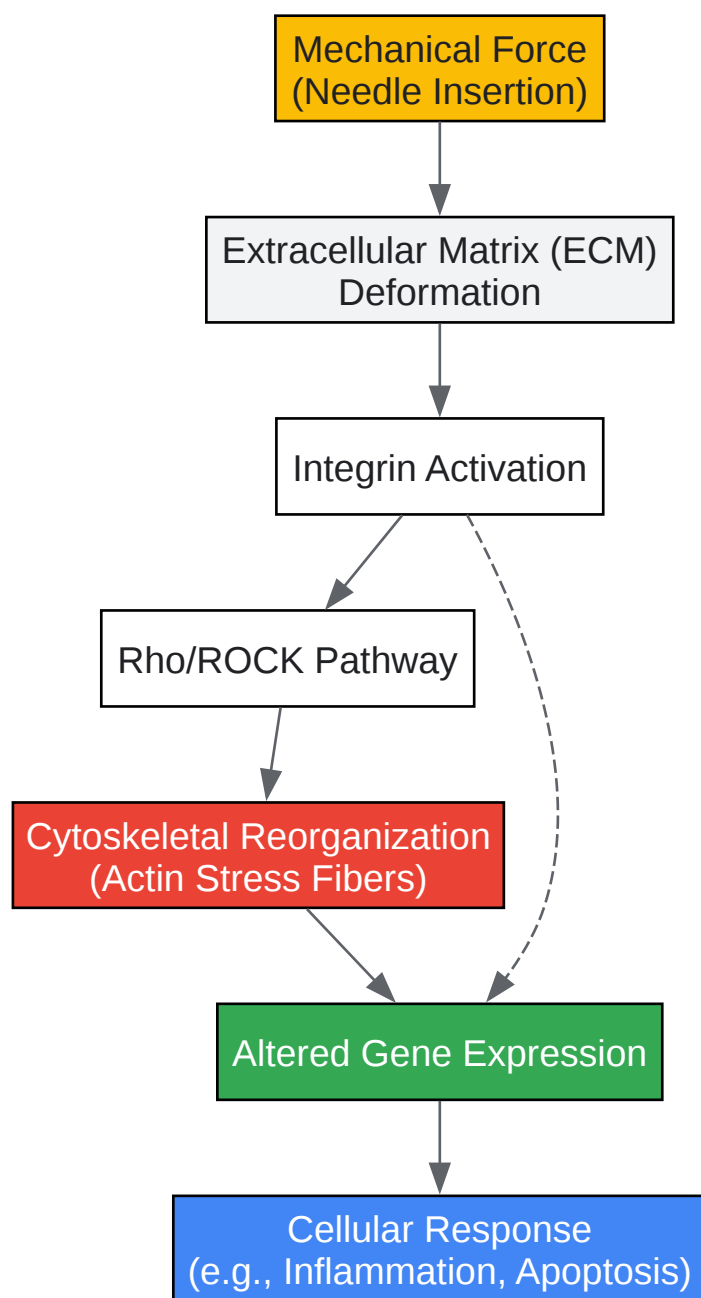 Mechanical Force
(Needle Insertion)
Extracellular Matrix (ECM)
Deformation
Integrin Activation
Rho/ROCK Pathway
Cytoskeletal Reorganization
(Actin Stress Fibers)
Altered Gene Expression
Cellular Response
(e.g., Inflammation, Apoptosis)